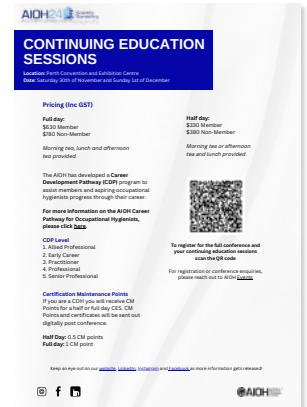 AIOH24
CONTINUING EDUCATION
SESSIONS
Location: Perth Convention and Exhibition Centre
Date: Saturday 30th of November and Sunday 1st of December
Pricing (Inc GST)
Full day:
$630 Member
$780 Non-Member
Morning tea, lunch and afternoon
tea provided.
Half day:
$330 Member
$390 Non-Member
Morning tea or afternoon
tea and lunch provided.
The AIOH has developed a Career
Development Pathway (CDP) program to
assist members and aspiring occupational
hygienists progress through their career.
For more information on the AIOH Career
Pathway for Occupational Hygienists,
please click here.
CDP Level
1. Allied Professional
2. Early Career
3. Practitioner
4. Professional
5. Senior Professional
To register for the full conference and
your continuing education sessions
scan the QR code
For registration or conference enquiries,
please reach out to AIOH Events
Certification Maintenance Points
If you are a COH you will receive CM
Points for a half or full day CES. CM
Points and certificates will be sent out
digitally post conference.
Half Day: 0.5 CM points
Full day: 1 CM point
Keep an eye out on our website, LinkedIn, Instagram and Facebook as more information gets released!
AIOH